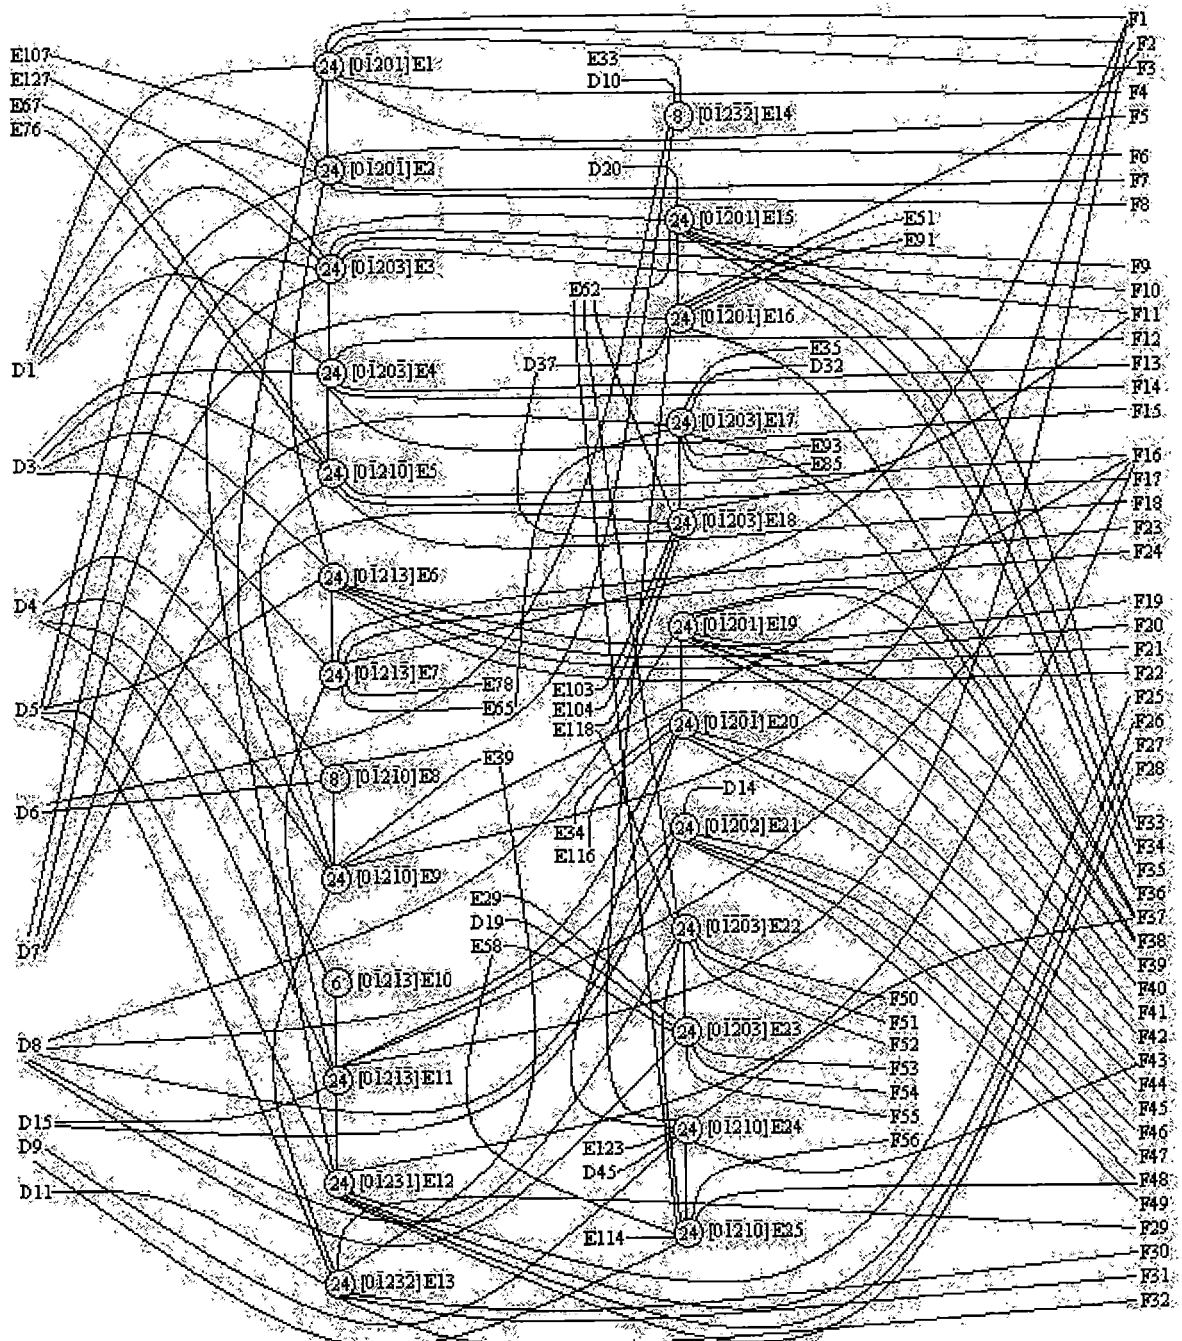 E107
E127
E67
E76
D1
D3
D4
D5
D6
D7
D8
D15
D9
D11
24 [01201] E1
24 [01201̄] E2
24 [01203] E3
24 [01203̄] E4
24 [01210] E5
24 [01213] E6
24 [01213̄] E7
8 [01210] E8
24 [01210] E9
6 [01213] E10
24 [01213] E11
24 [01231] E12
24 [01232] E13
E78
E65
E39
E29
D19
E58
E33
D10
8 [01232] E14
D20
24 [01201] E15
E51
E91
E62
24 [01201] E16
E35
D32
D37
24 [01203] E17
E93
E85
24 [01203] E18
24 [01201] E19
E103
E104
E118
24 [01201̄] E20
D14
24 [01202] E21
E34
E116
24 [01203] E22
24 [01203] E23
24 [01210] E24
E123
D45
E114
24 [01210] E25
F50
F51
F52
F53
F54
F55
F56
F1
F2
F3
F4
F5
F6
F7
F8
F9
F10
F11
F12
F13
F14
F15
F16
F17
F18
F23
F24
F19
F20
F21
F22
F25
F26
F27
F28
F33
F34
F35
F36
F37
F38
F39
F40
F41
F42
F43
F44
F45
F46
F47
F48
F49
F29
F30
F31
F32